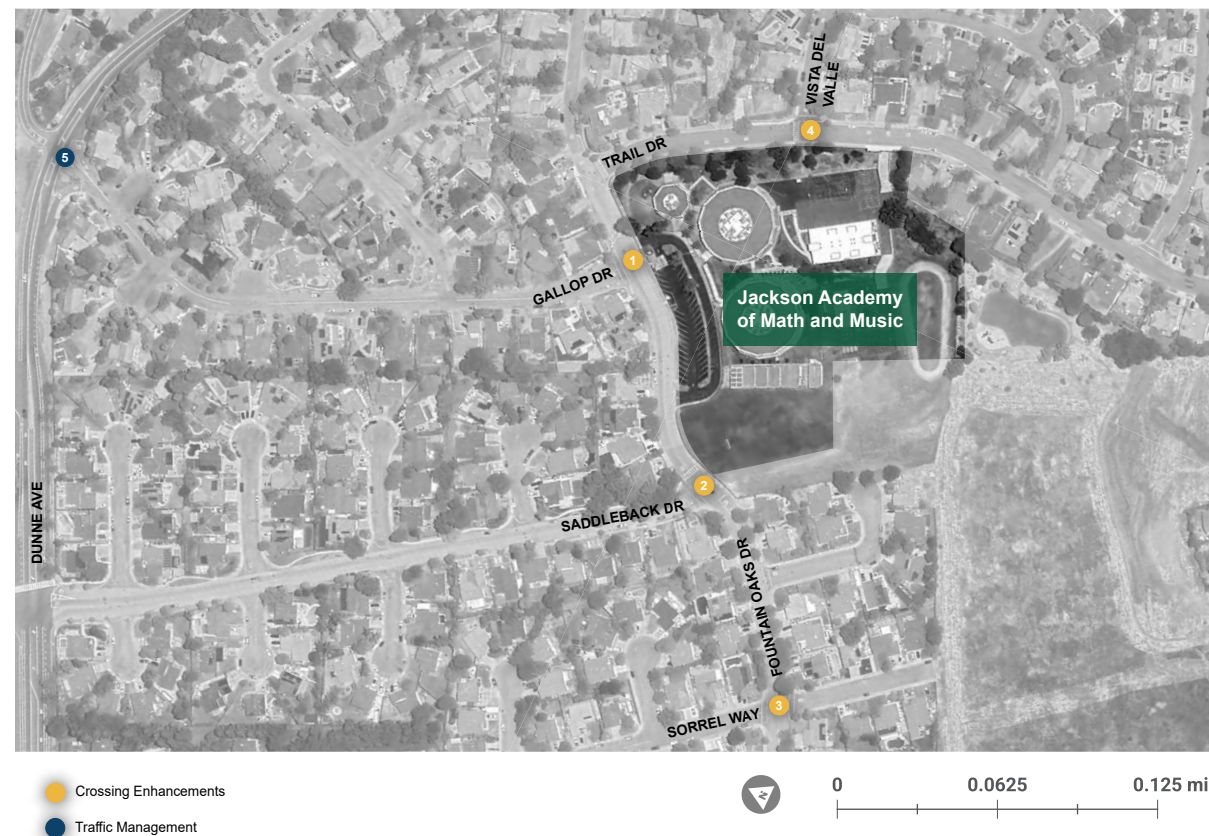 VISTA DEL
VALLE
4
5
TRAIL DR
1
GALLOP DR
Jackson Academy
of Math and Music
2
SADDLEBACK DR
DUNNE AVE
FOUNTAIN OAKS DR
3
SORREL WAY
Crossing Enhancements
Traffic Management
N
0 0.0625 0.125 mi